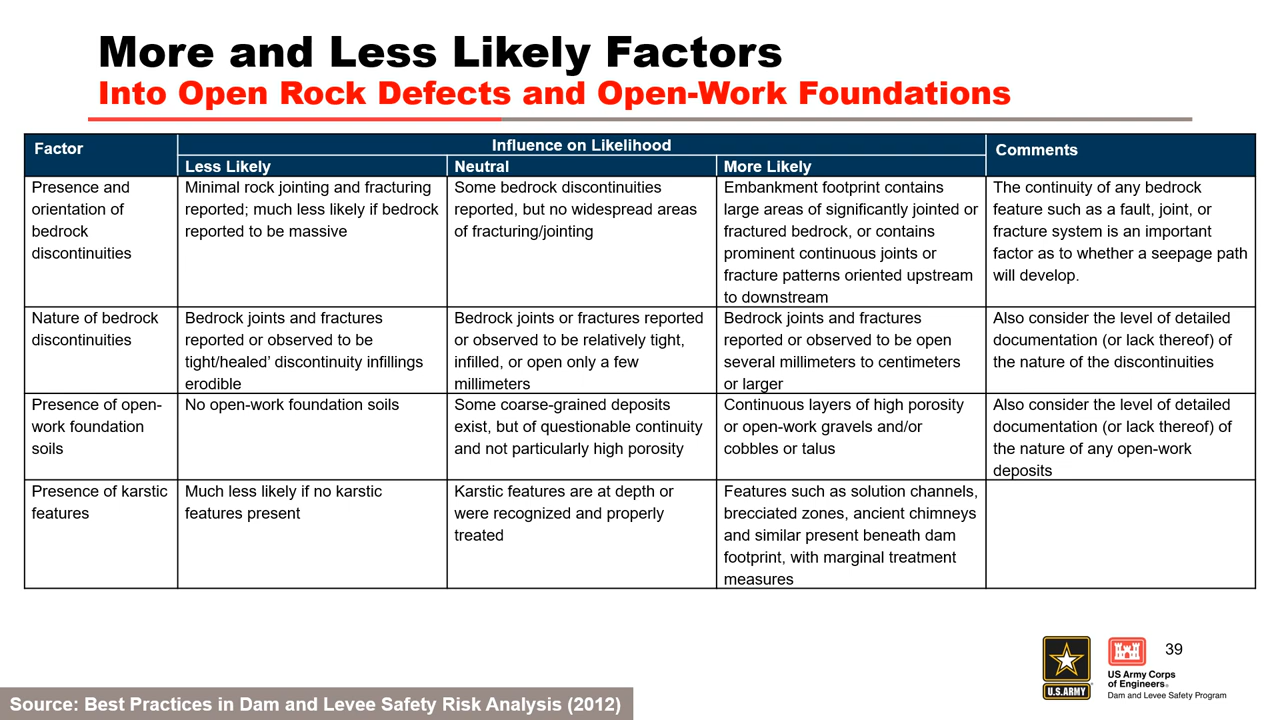 More and Less Likely Factors
Into Open Rock Defects and Open-Work Foundations
Factor
Influence on Likelihood
Comments
Less Likely
Neutral
More Likely
Presence and
orientation of
bedrock
discontinuities
Minimal rock jointing and fracturing
reported; much less likely if bedrock
reported to be massive
Some bedrock discontinuities
reported, but no widespread areas
of fracturing/jointing
Embankment footprint contains
large areas of significantly jointed or
fractured bedrock, or contains
prominent continuous joints or
fracture patterns oriented upstream
to downstream
The continuity of any bedrock
feature such as a fault, joint, or
fracture system is an important
factor as to whether a seepage path
will develop.
Nature of bedrock
discontinuities
Bedrock joints and fractures
reported or observed to be
tight/healed’ discontinuity infillings
erodible
Bedrock joints or fractures reported
or observed to be relatively tight,
infilled, or open only a few
millimeters
Bedrock joints and fractures
reported or observed to be open
several millimeters to centimeters
or larger
Also consider the level of detailed
documentation (or lack thereof) of
the nature of the discontinuities
Presence of open-
work foundation
soils
No open-work foundation soils
Some coarse-grained deposits
exist, but of questionable continuity
and not particularly high porosity
Continuous layers of high porosity
or open-work gravels and/or
cobbles or talus
Also consider the level of detailed
documentation (or lack thereof) of
the nature of any open-work
deposits
Presence of karstic
features
Much less likely if no karstic
features present
Karstic features are at depth or
were recognized and properly
treated
Features such as solution channels,
brecciated zones, ancient chimneys
and similar present beneath dam
footprint, with marginal treatment
measures
39
U.S.ARMY
US Army Corps
of Engineers®
Dam and Levee Safety Program
Source: Best Practices in Dam and Levee Safety Risk Analysis (2012)